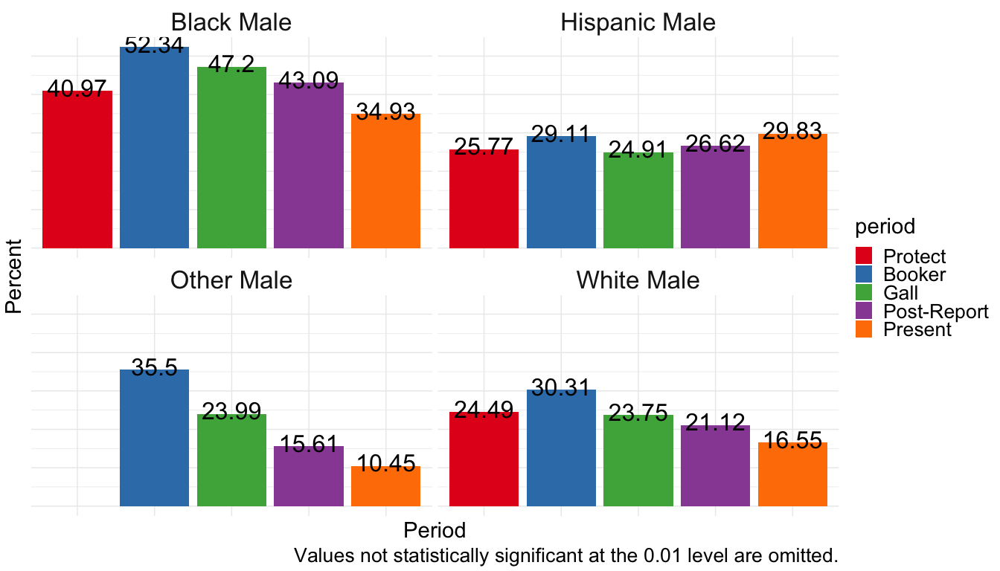 Black Male
Hispanic Male
40.97
52.34
47.2
43.09
34.93
25.77
29.11
24.91
26.62
29.83
Other Male
White Male
35.5
23.99
15.61
10.45
24.49
30.31
23.75
21.12
16.55
Percent
Period
Values not statistically significant at the 0.01 level are omitted.
period
Protect
Booker
Gall
Post-Report
Present